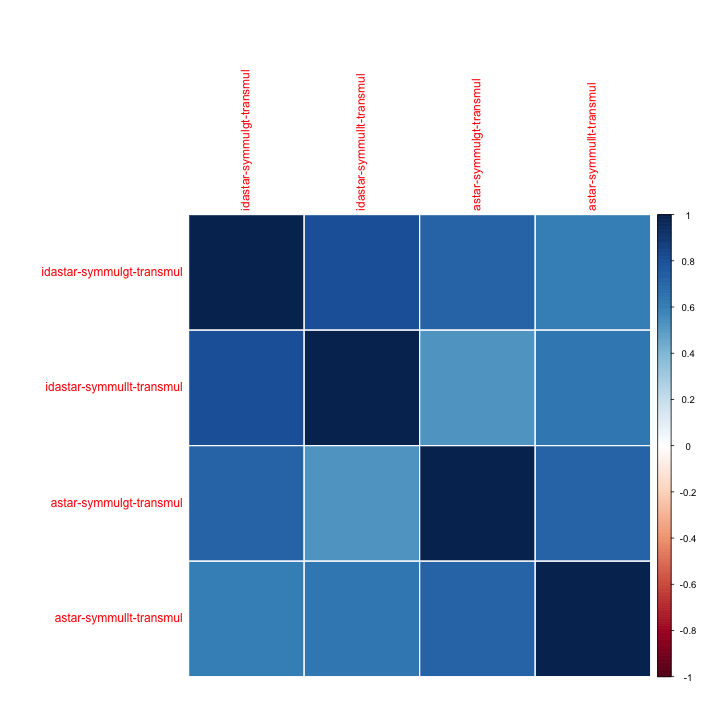 idastar-symmulgt-transmul
idastar-symmullt-transmul
astar-symmulgt-transmul
astar-symmullt-transmul
idastar-symmulgt-transmul
idastar-symmullt-transmul
astar-symmulgt-transmul
astar-symmullt-transmul
1
0.8
0.6
0.4
0.2
0
-0.2
-0.4
-0.6
-0.8
-1